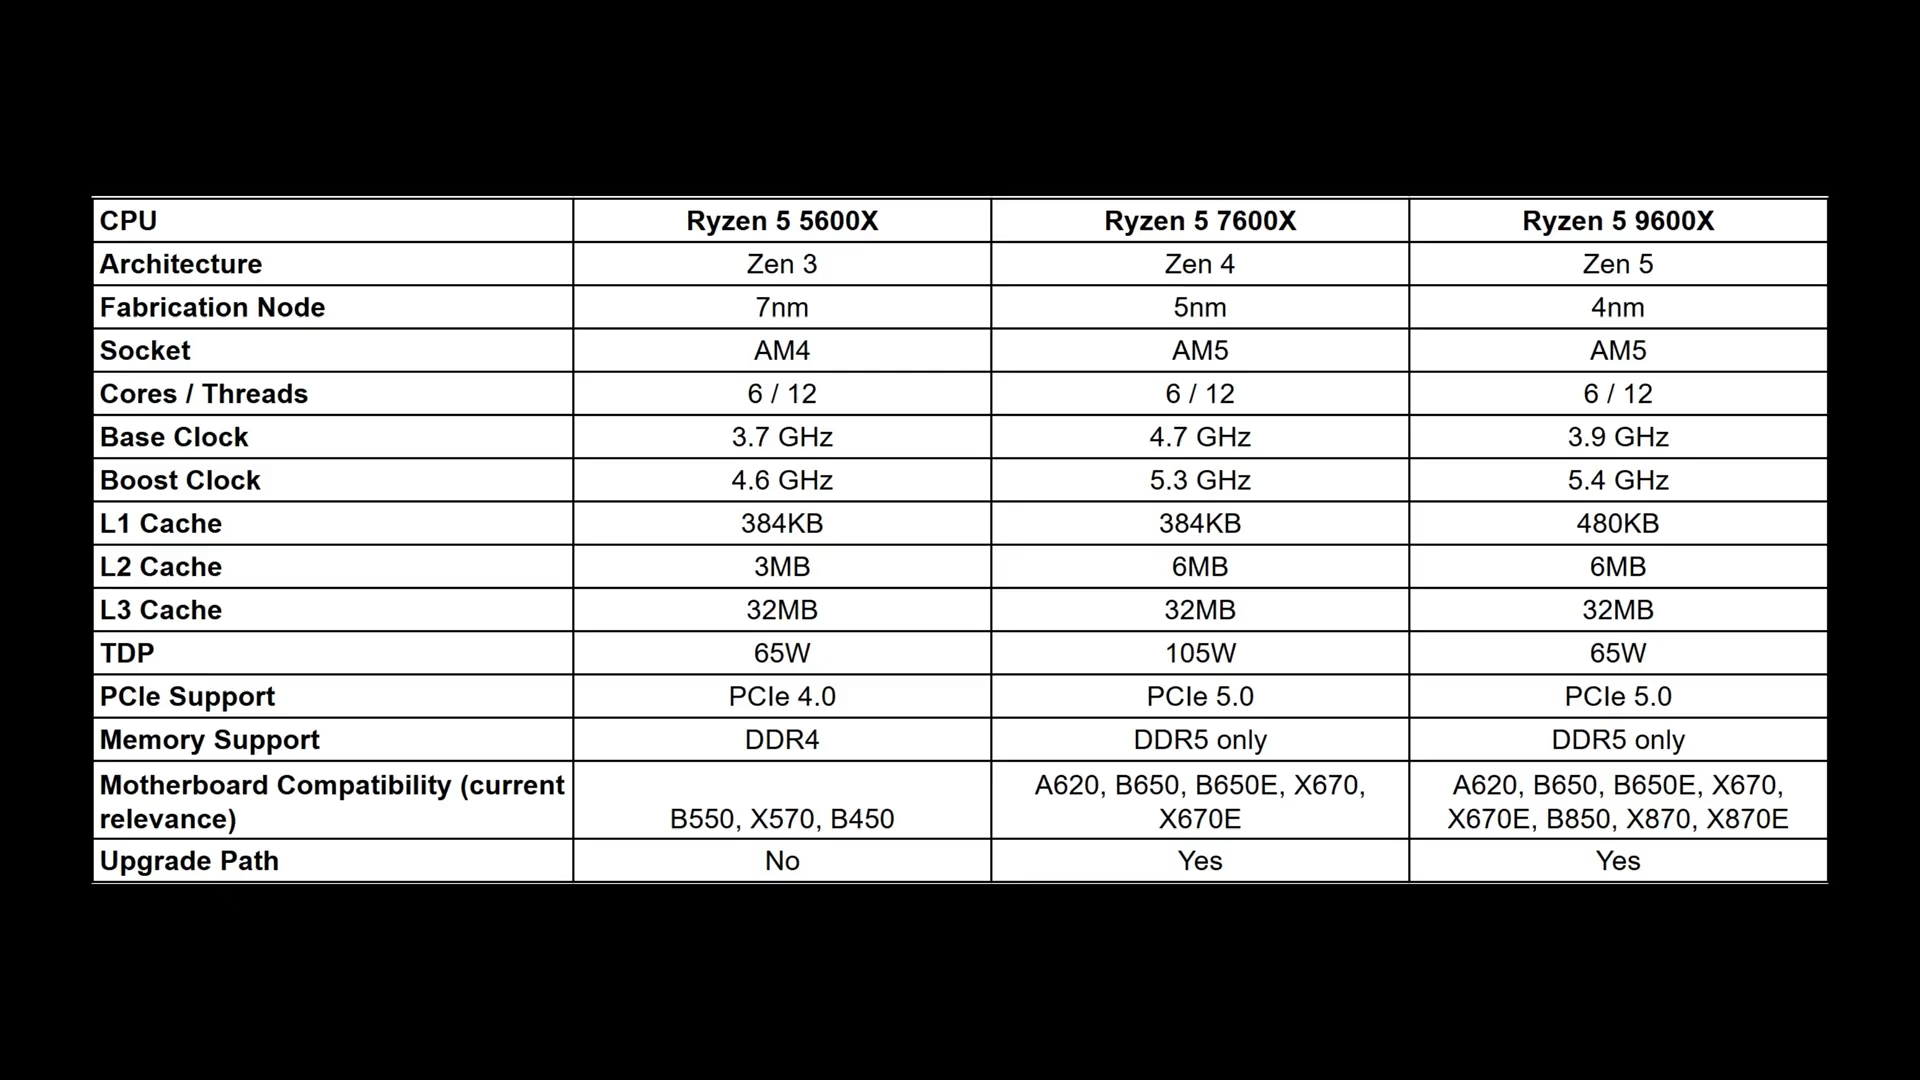 CPU Ryzen 5 5600X Ryzen 5 7600X Ryzen 5 9600X
Architecture Zen 3 Zen 4 Zen 5
Fabrication Node 7nm 5nm 4nm
Socket AM4 AM5 AM5
Cores / Threads 6 / 12 6 / 12 6 / 12
Base Clock 3.7 GHz 4.7 GHz 3.9 GHz
Boost Clock 4.6 GHz 5.3 GHz 5.4 GHz
L1 Cache 384KB 384KB 480KB
L2 Cache 3MB 6MB 6MB
L3 Cache 32MB 32MB 32MB
TDP 65W 105W 65W
PCIe Support PCIe 4.0 PCIe 5.0 PCIe 5.0
Memory Support DDR4 DDR5 only DDR5 only
Motherboard Compatibility (current A620, B650, B650E, X670, A620, B650, B650E, X670,
relevance) B550, X570, B450 X670E X670E, B850, X870, X870E
Upgrade Path No Yes Yes